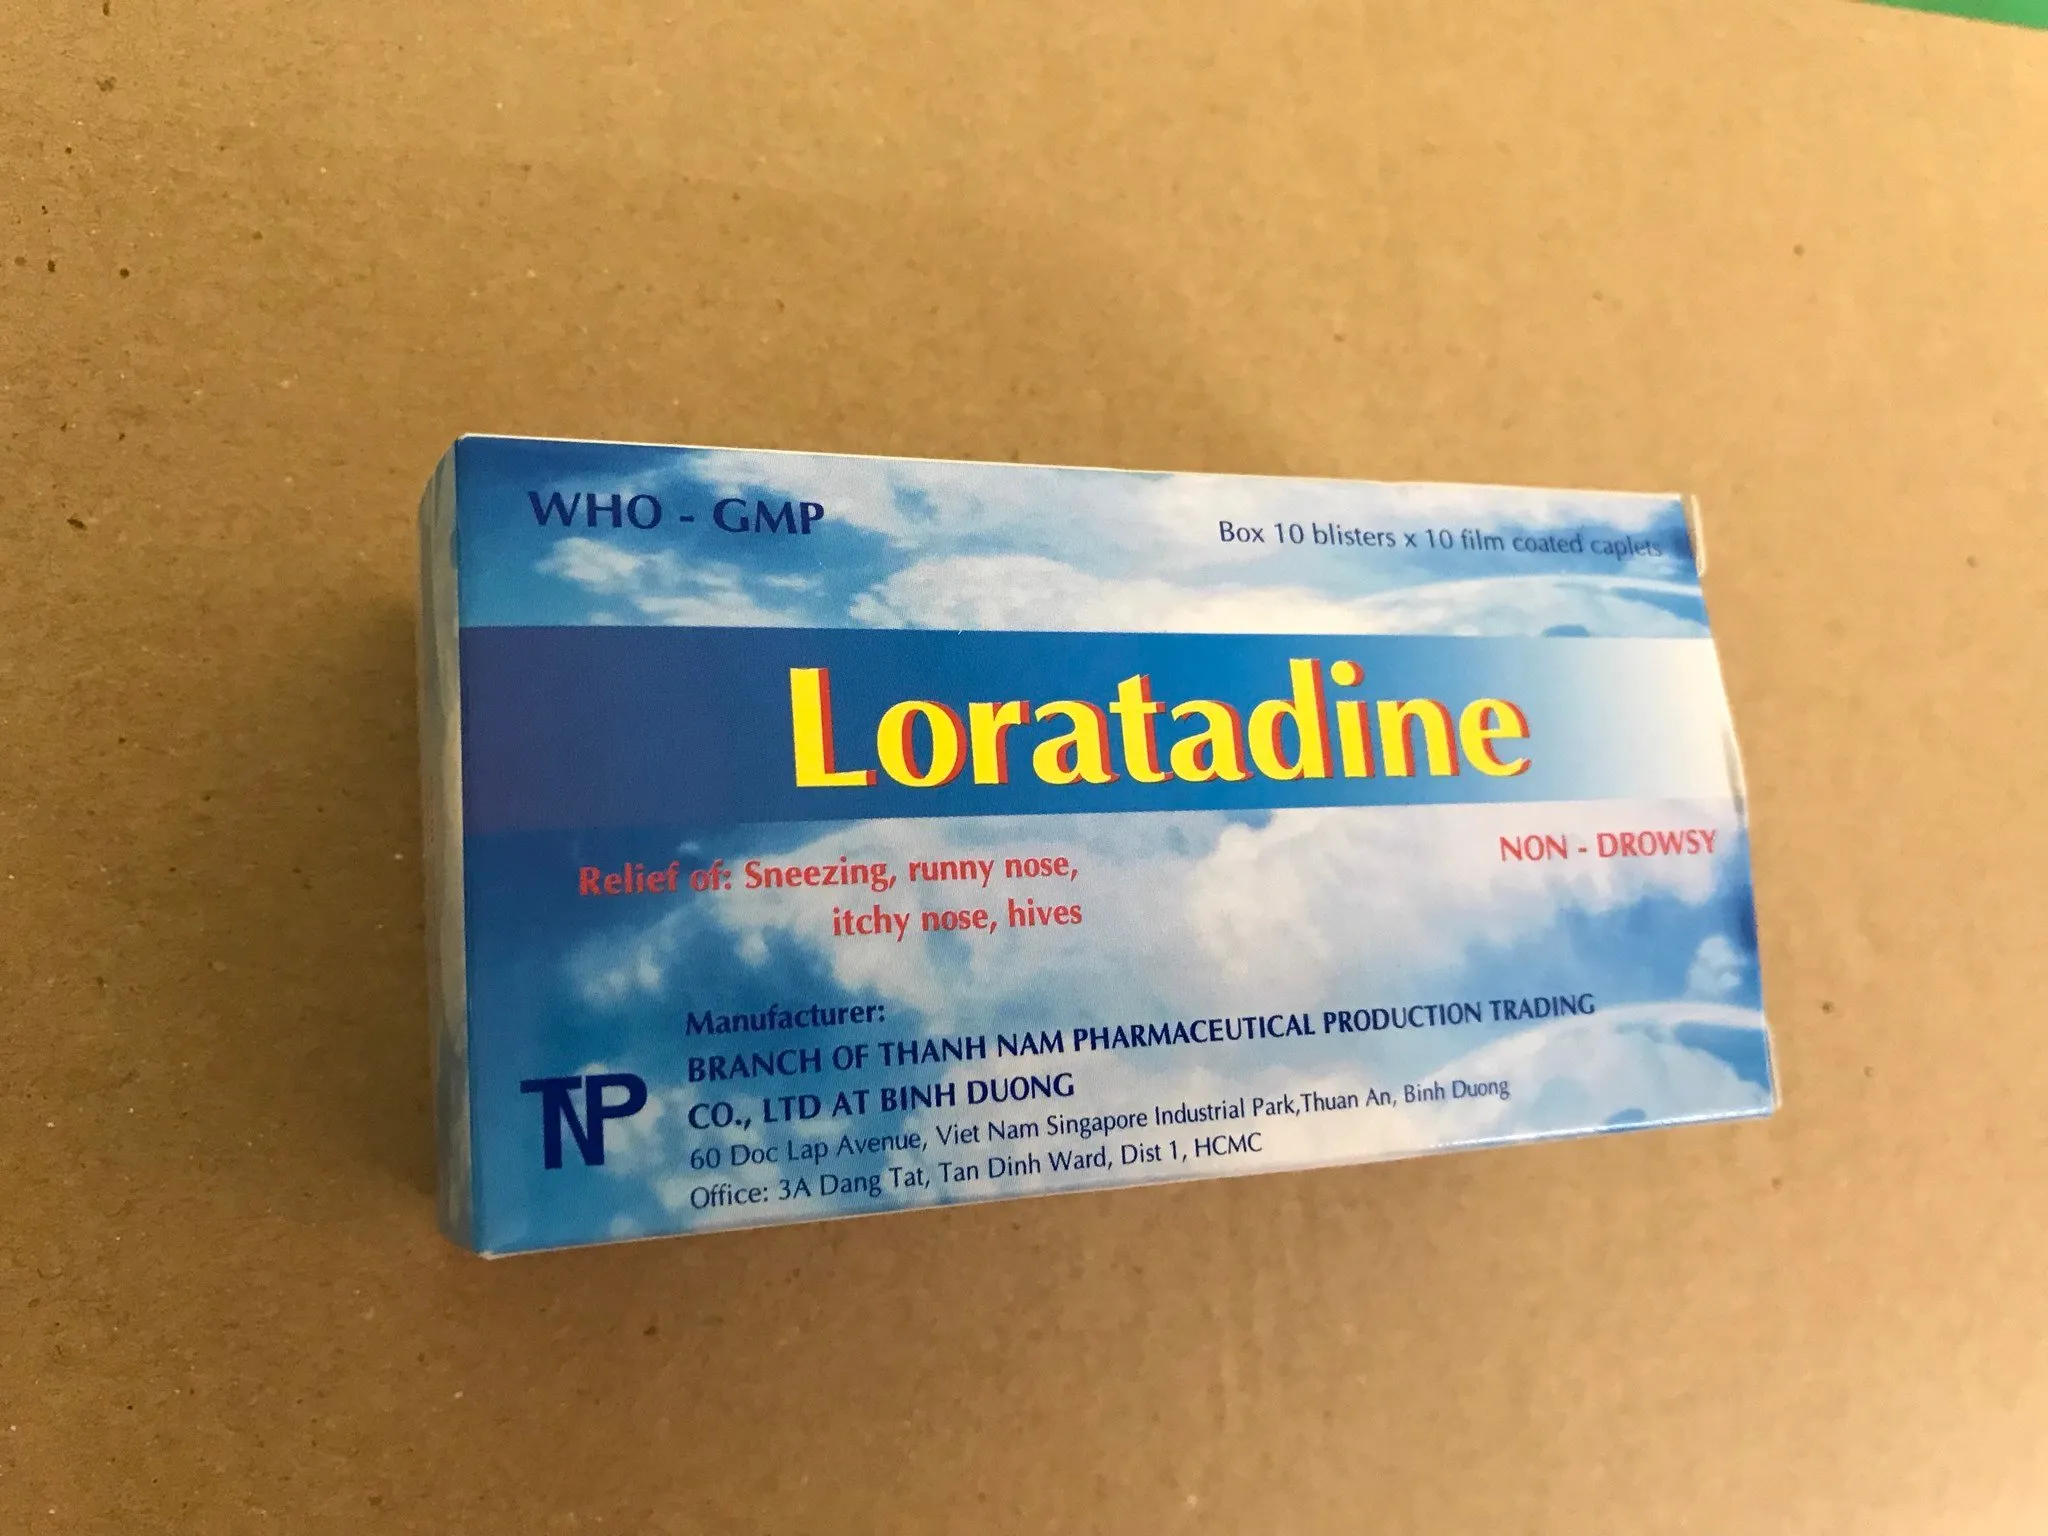 WHO - GMP
Box 10 blisters x 10 film coated caplets
Loratadine
NON - DROWSY
Relief of: Sneezing, runny nose,
itchy nose, hives
Manufacturer:
BRANCH OF THANH NAM PHARMACEUTICAL PRODUCTION TRADING
CO., LTD AT BINH DUONG
60 Doc Lap Avenue, Viet Nam Singapore Industrial Park,Thuan An, Binh Duong
Office: 3A Dang Tat, Tan Dinh Ward, Dist 1, HCMC
TNP